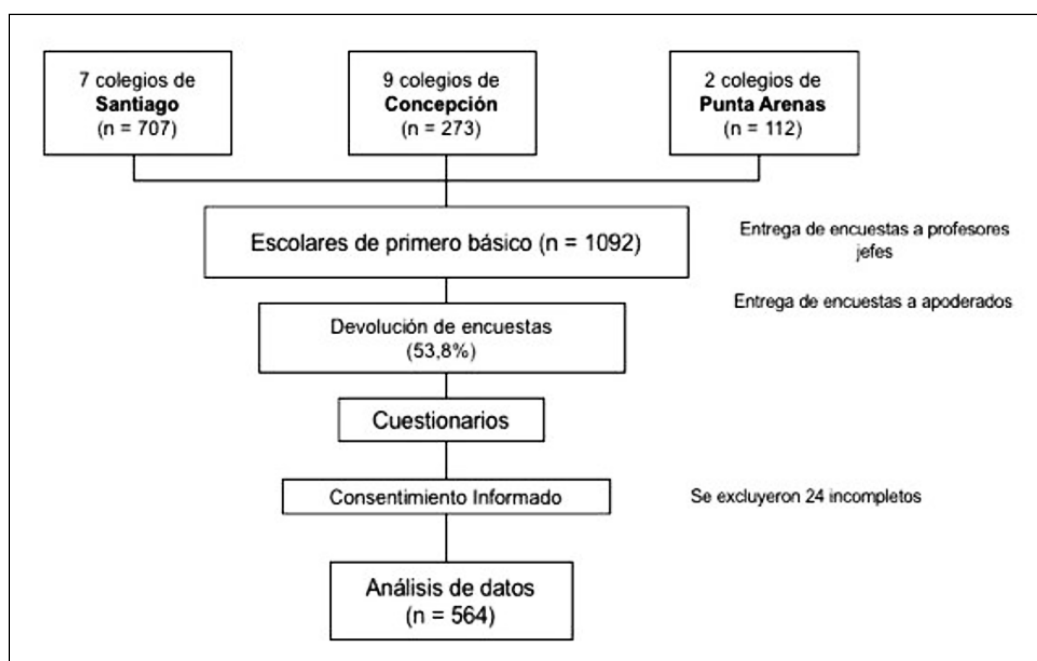 7 colegios de
Santiago
(n = 707)
9 colegios de
Concepción
(n = 273)
2 colegios de
Punta Arenas
(n = 112)
Escolares de primero básico (n = 1092)
Entrega de encuestas a profesores
jefes
Entrega de encuestas a apoderados
Devolución de encuestas
(53,8%)
Cuestionarios
Consentimiento Informado
Se excluyeron 24 incompletos
Análisis de datos
(n = 564)